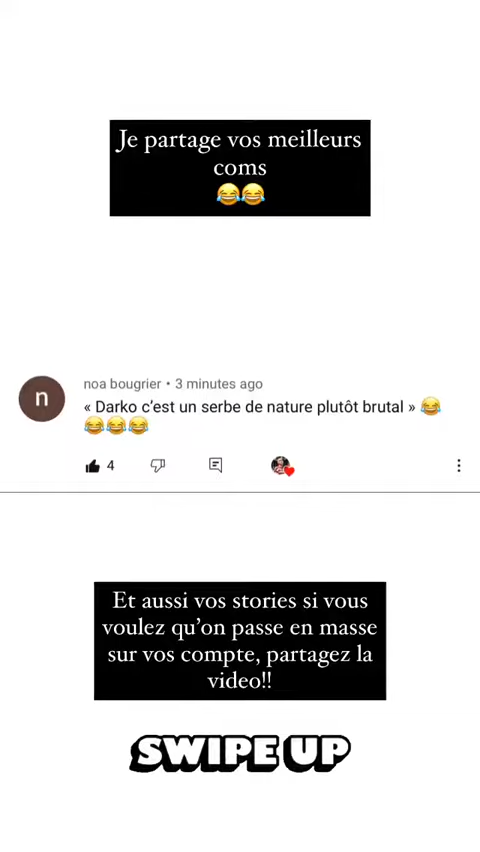 Je partage vos meilleurs
coms
😂😂
noa bougrier • 3 minutes ago
« Darko c’est un serbe de nature plutôt brutal » 😂
😂😂😂
4
Et aussi vos stories si vous
voulez qu’on passe en masse
sur vos compte, partagez la
video!!
SWIPE UP